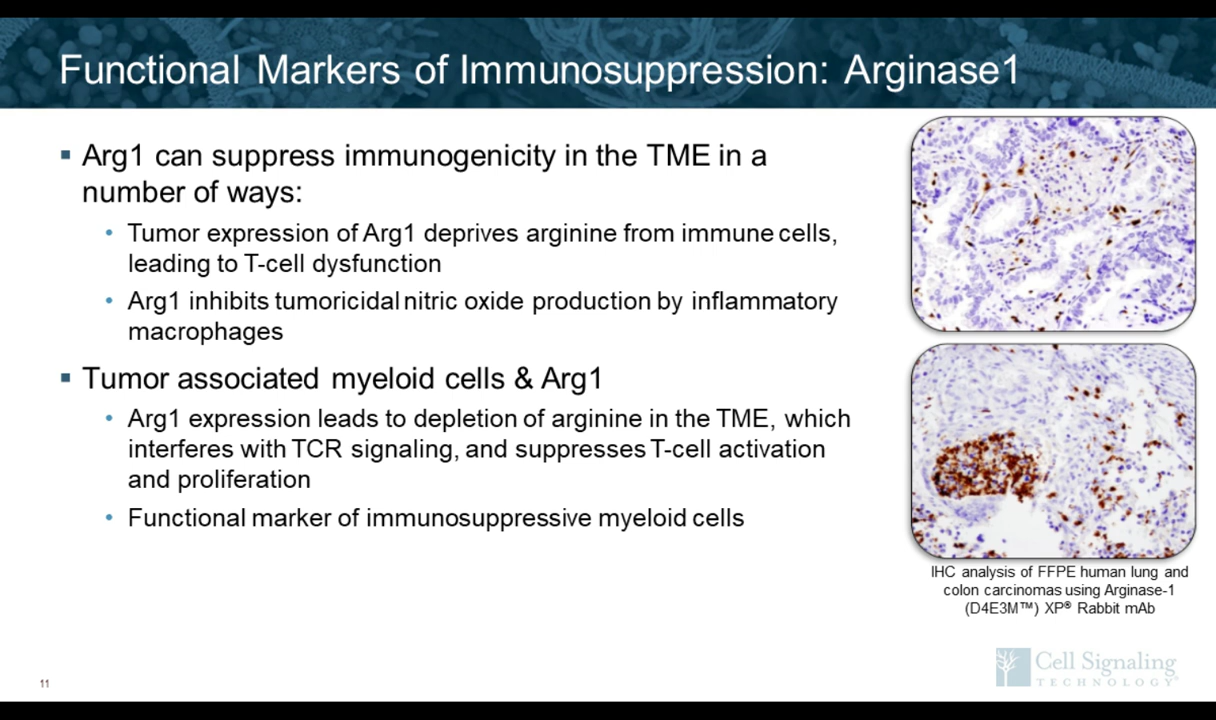 Functional Markers of Immunosuppression: Arginase1
▪ Arg1 can suppress immunogenicity in the TME in a
number of ways:
• Tumor expression of Arg1 deprives arginine from immune cells,
leading to T-cell dysfunction
• Arg1 inhibits tumoricidal nitric oxide production by inflammatory
macrophages
▪ Tumor associated myeloid cells & Arg1
• Arg1 expression leads to depletion of arginine in the TME, which
interferes with TCR signaling, and suppresses T-cell activation
and proliferation
• Functional marker of immunosuppressive myeloid cells
IHC analysis of FFPE human lung and
colon carcinomas using Arginase-1
(D4E3M™) XP® Rabbit mAb
Cell Signaling
TECHNOLOGY®
11